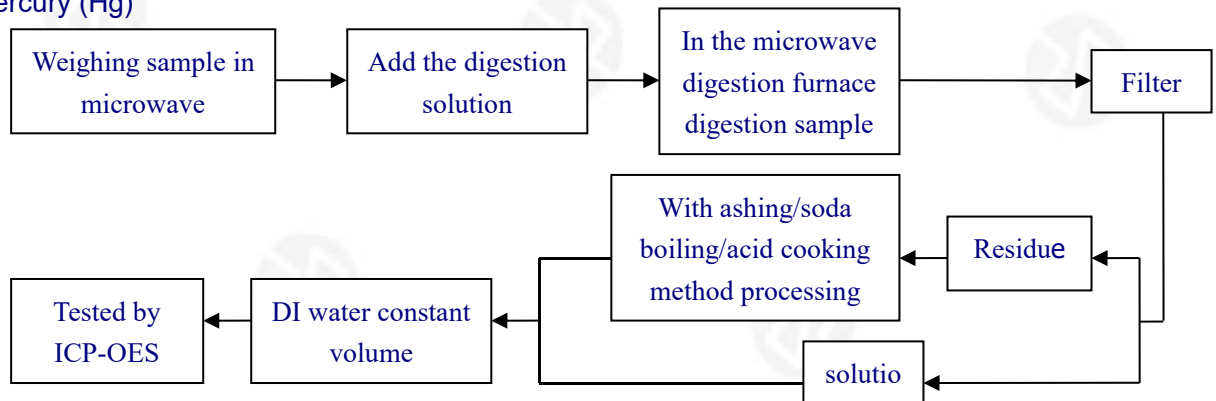 ercury (Hg)
Weighing sample in
microwave
Add the digestion
solution
In the microwave
digestion furnace
digestion sample
Filter
With ashing/soda
boiling/acid cooking
method processing
Residue
Tested by
ICP-OES
DI water constant
volume
solutio